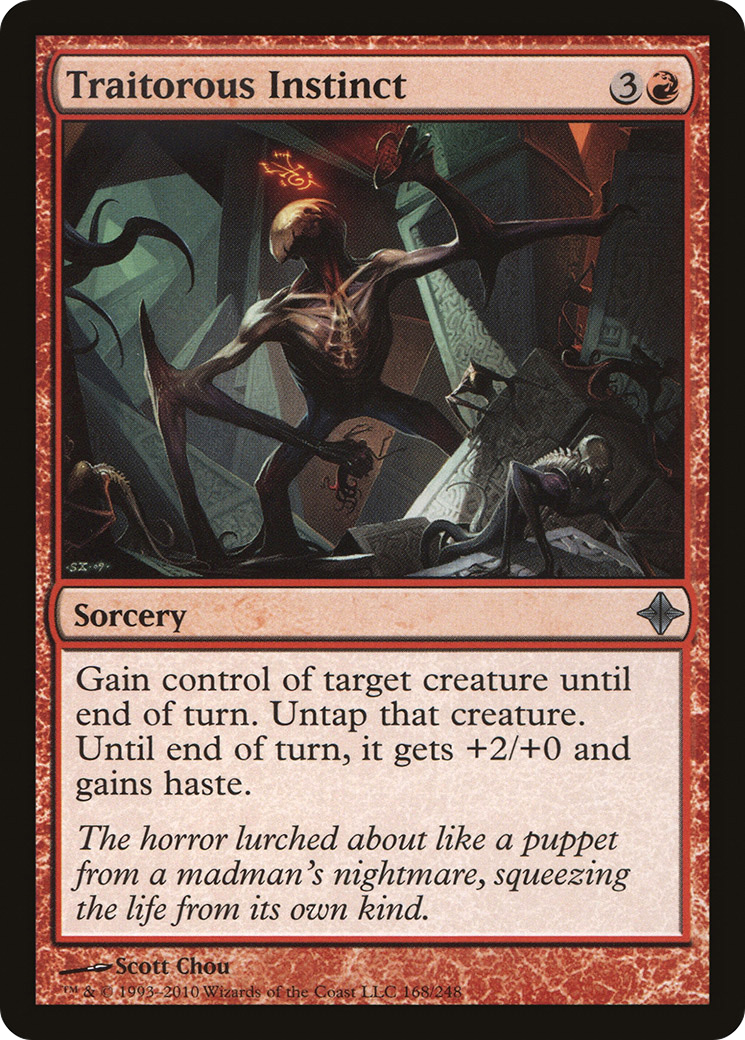 Traitorous Instinct 3
·SX·09·
Sorcery
Gain control of target creature until
end of turn. Untap that creature.
Until end of turn, it gets +2/+0 and
gains haste.
The horror lurched about like a puppet
from a madman's nightmare, squeezing
the life from its own kind.
Scott Chou
™ & © 1993–2010 Wizards of the Coast LLC 168/248